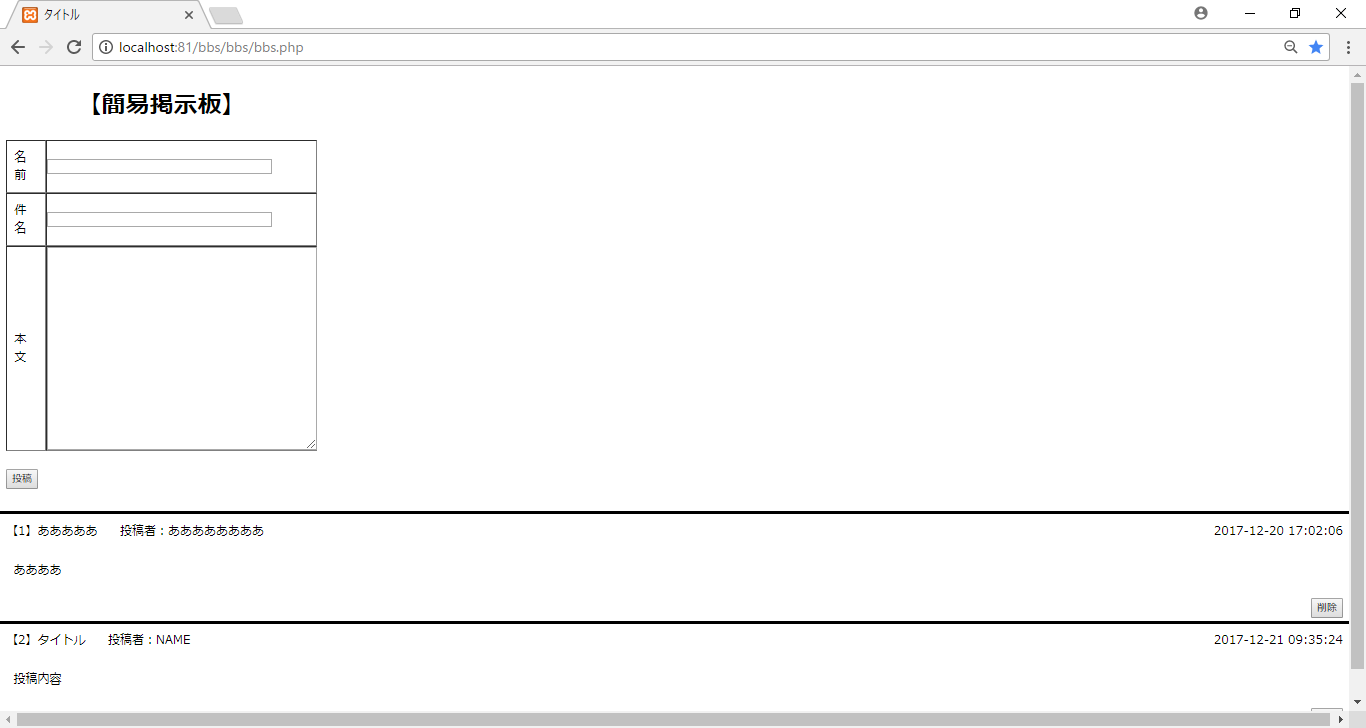 タイトル
localhost:81/bbs/bbs/bbs.php
【簡易掲示板】
名前
件名
本文
投稿
【1】あああああ 投稿者：ああああああああ 2017-12-20 17:02:06
ああああ
削除
【2】タイトル 投稿者：NAME 2017-12-21 09:35:24
投稿内容